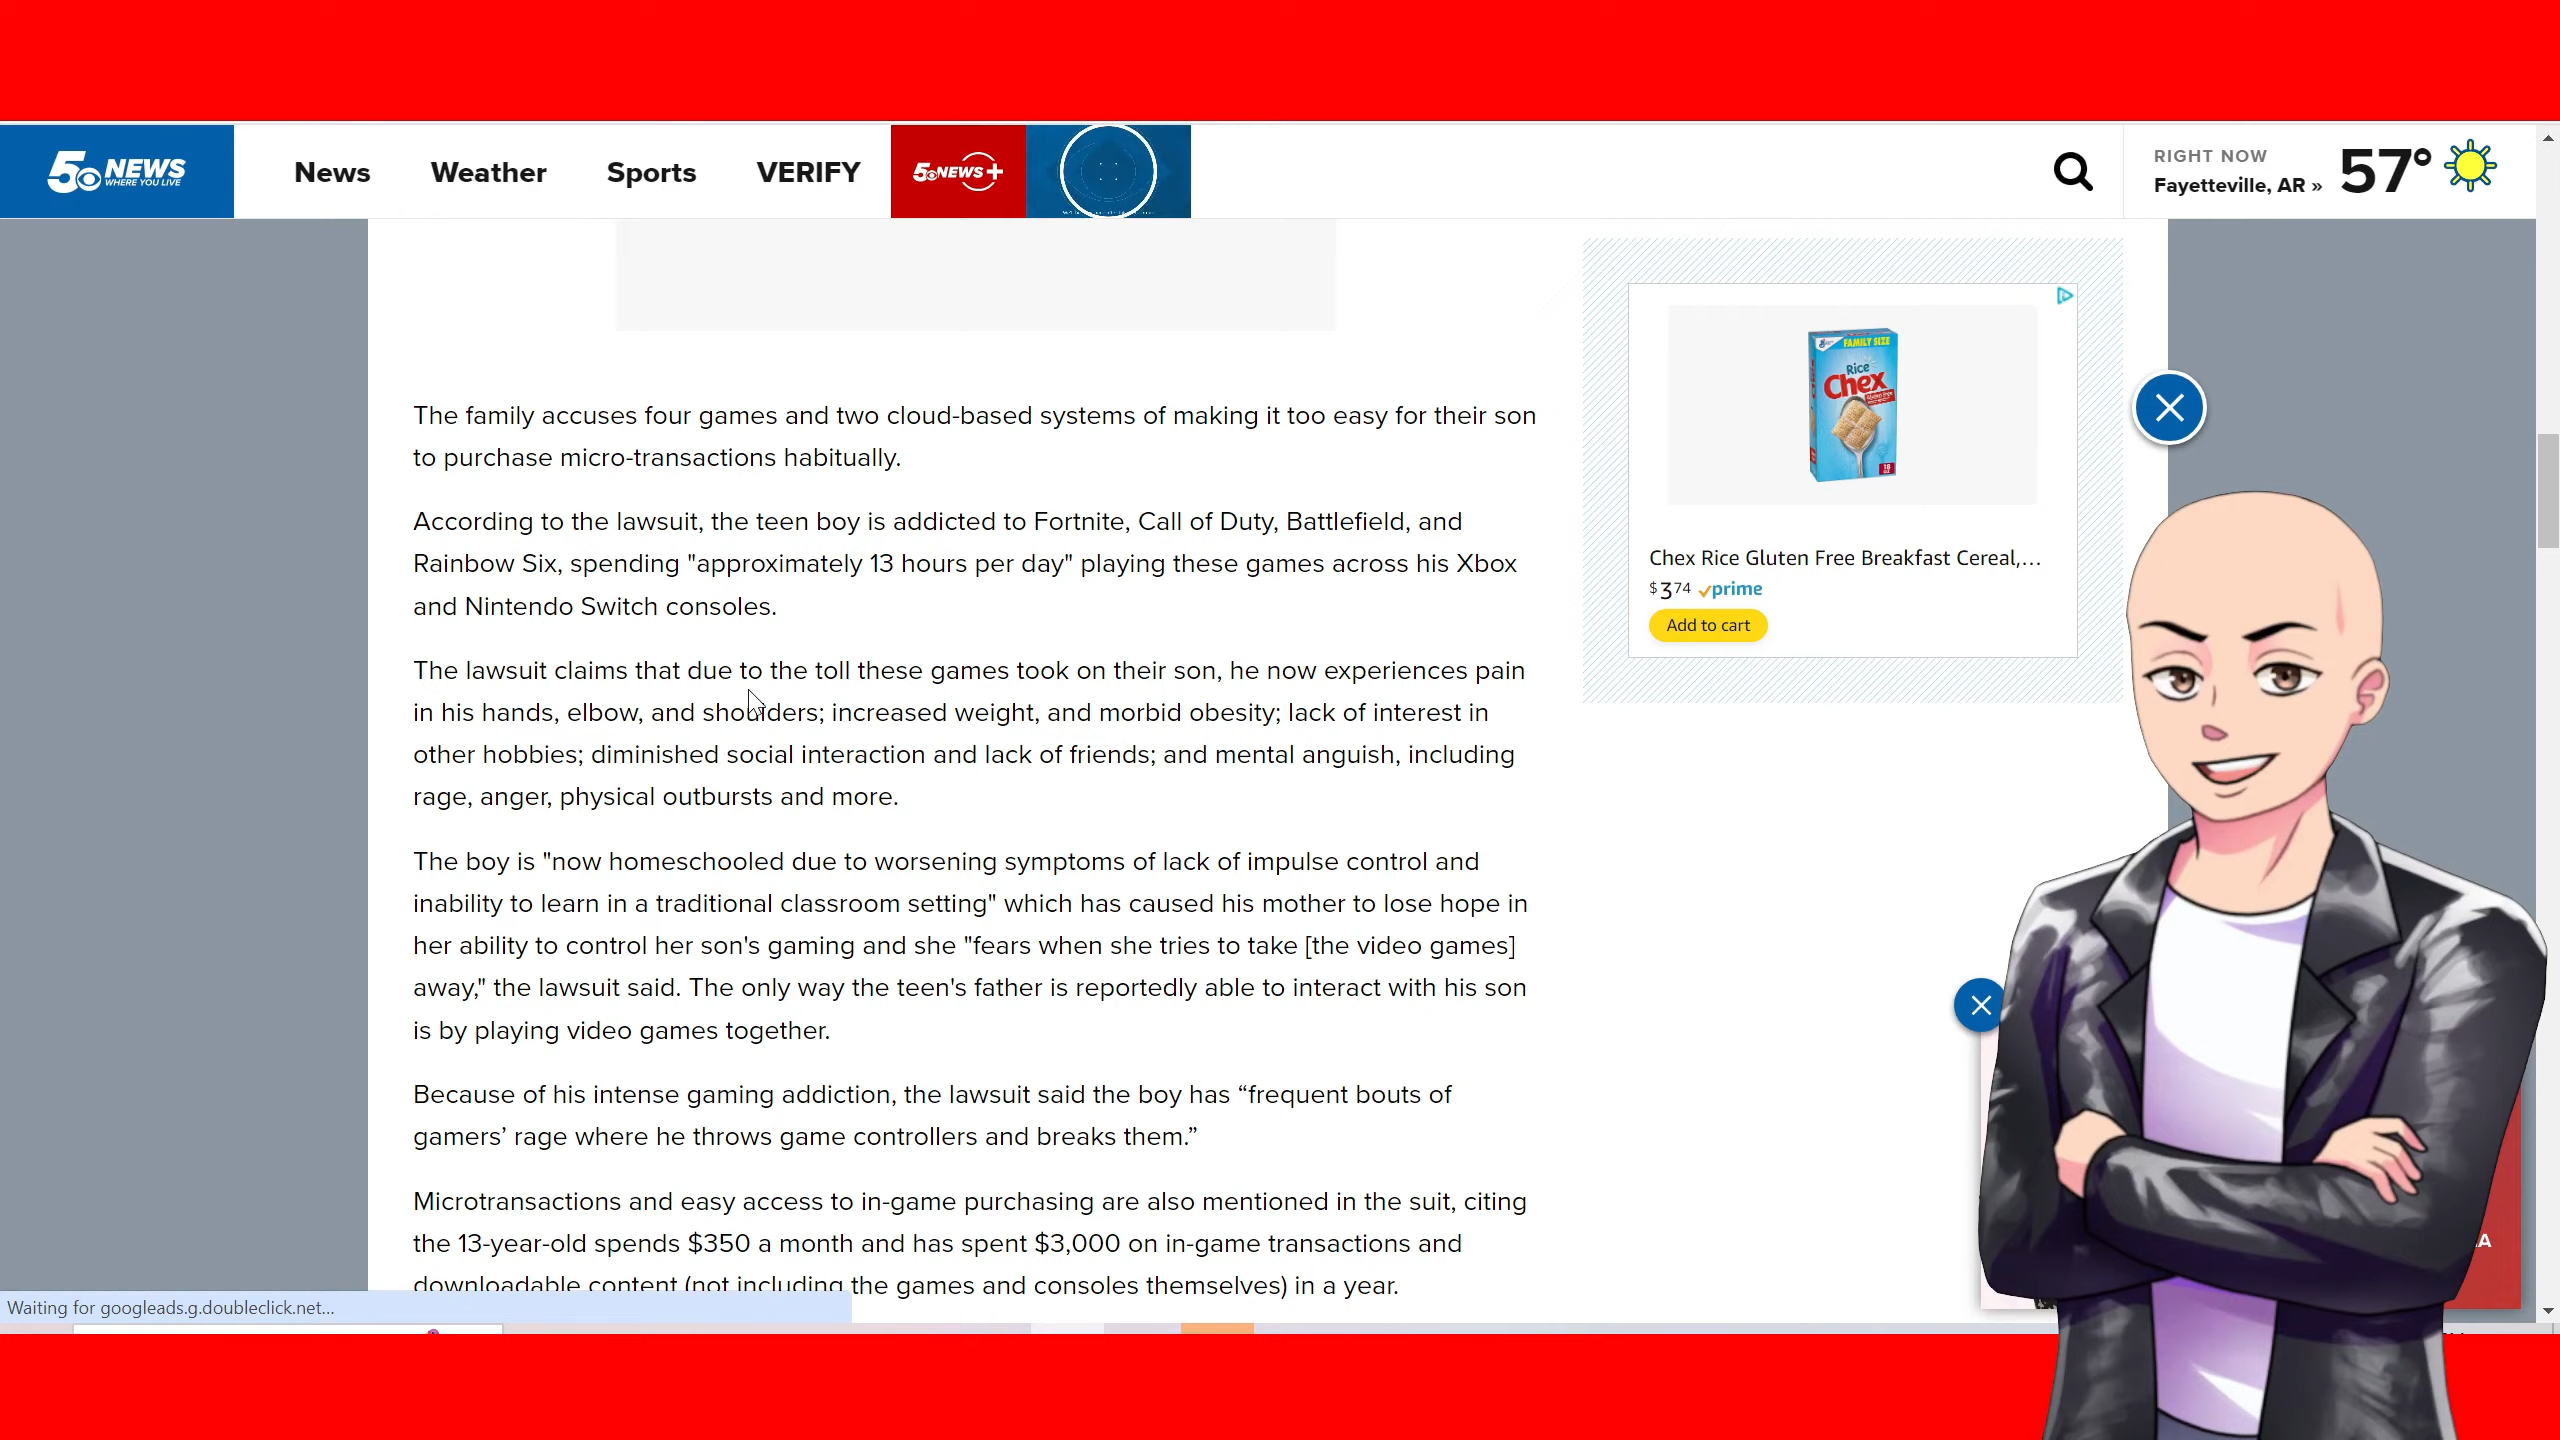 5 NEWS
WHERE YOU LIVE
News
Weather
Sports
VERIFY
5 NEWS+
RIGHT NOW
Fayetteville, AR »
57°
FAMILY SIZE
Rice
Chex
Chex Rice Gluten Free Breakfast Cereal,...
$3.74 prime
Add to cart
The family accuses four games and two cloud-based systems of making it too easy for their son
to purchase micro-transactions habitually.
According to the lawsuit, the teen boy is addicted to Fortnite, Call of Duty, Battlefield, and
Rainbow Six, spending "approximately 13 hours per day" playing these games across his Xbox
and Nintendo Switch consoles.
The lawsuit claims that due to the toll these games took on their son, he now experiences pain
in his hands, elbow, and shoulders; increased weight, and morbid obesity; lack of interest in
other hobbies; diminished social interaction and lack of friends; and mental anguish, including
rage, anger, physical outbursts and more.
The boy is "now homeschooled due to worsening symptoms of lack of impulse control and
inability to learn in a traditional classroom setting" which has caused his mother to lose hope in
her ability to control her son's gaming and she "fears when she tries to take [the video games]
away," the lawsuit said. The only way the teen's father is reportedly able to interact with his son
is by playing video games together.
Because of his intense gaming addiction, the lawsuit said the boy has “frequent bouts of
gamers’ rage where he throws game controllers and breaks them.”
Microtransactions and easy access to in-game purchasing are also mentioned in the suit, citing
the 13-year-old spends $350 a month and has spent $3,000 on in-game transactions and
downloadable content (not including the games and consoles themselves) in a year.
Waiting for googleads.g.doubleclick.net...